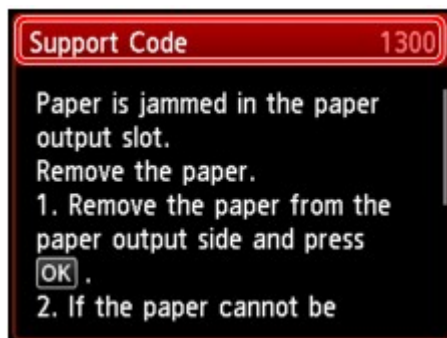 Support Code 1300
Paper is jammed in the paper
output slot.
Remove the paper.
1. Remove the paper from the
paper output side and press
OK .
2. If the paper cannot be